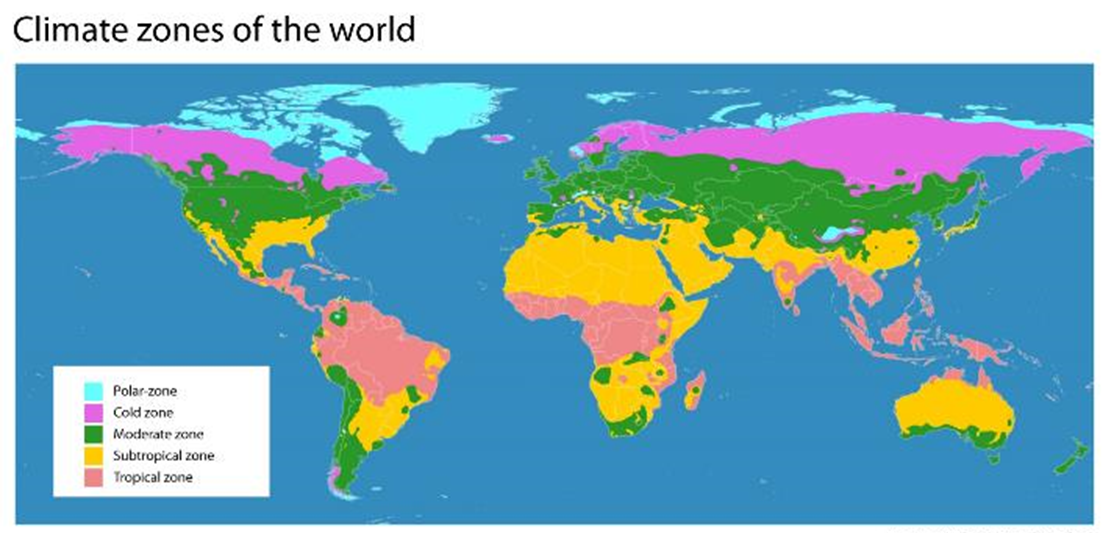 Climate zones of the world
Polar-zone
Cold zone
Moderate zone
Subtropical zone
Tropical zone